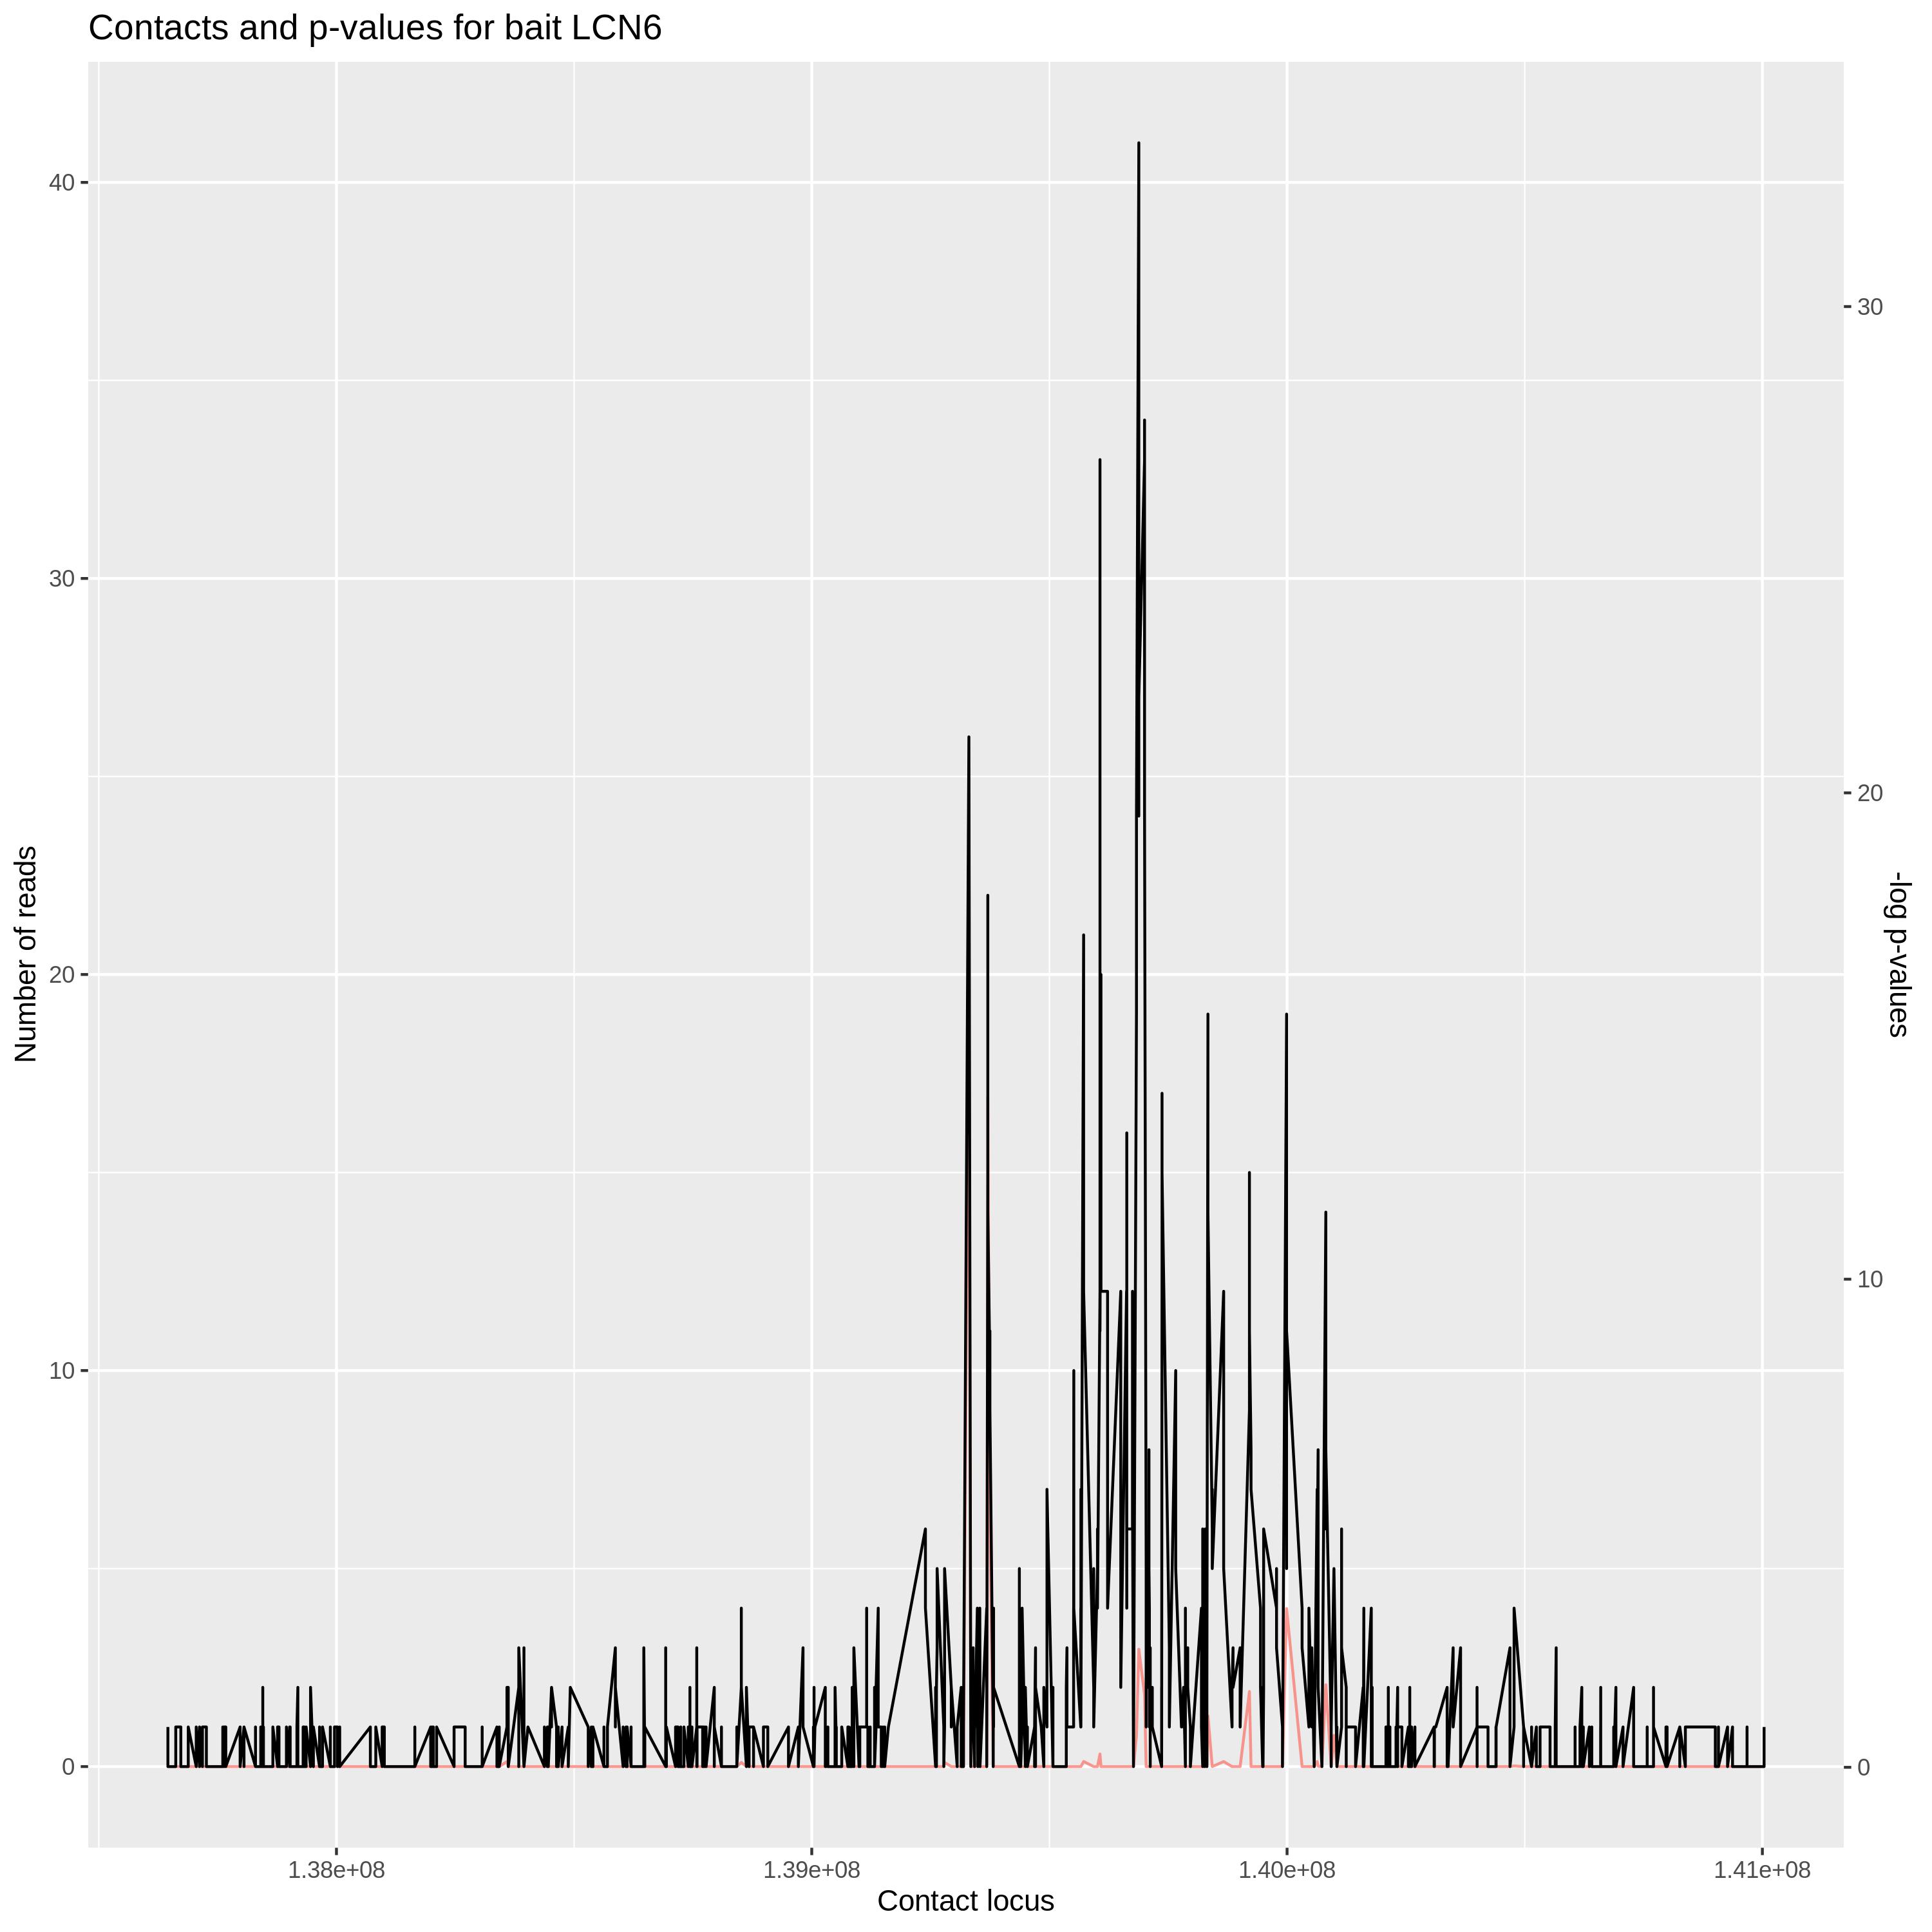 Contacts and p-values for bait LCN6
40
30
20
10
0
Number of reads
30
20
10
0
-log p-values
1.38e+08 1.39e+08 1.40e+08 1.41e+08
Contact locus